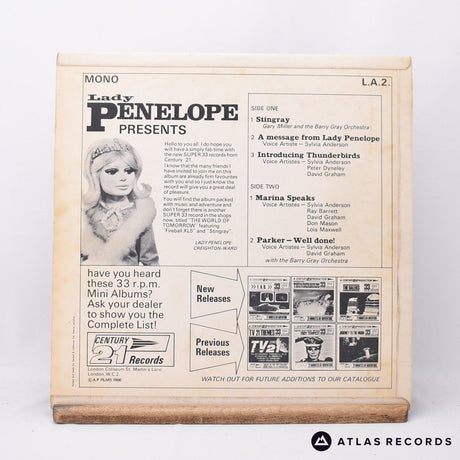 MONO
L.A.2.
Lady
PENELOPE
PRESENTS
Hello to you all. I do hope you
will have a simply fab time with
the new SUPER 33 records from
Century 21.
I know that the many friends I
have invited to join me on this
album are already firm favourites
with you and so I just know the
record will give you a great deal
of pleasure.
You will find the album packed
with music and adventure and
don't forget there is another
SUPER 33 record in the shops
now, titled "THE WORLD OF
TOMORROW" featuring
"Fireball XL5" and "Stingray".
LADY PENELOPE
CREIGHTON-WARD
SIDE ONE
1 Stingray
Gary Miller and the Barry Gray Orchestra
2 A message from Lady Penelope
Voice Artiste - Sylvia Anderson
3 Introducing Thunderbirds
Voice Artistes - Sylvia Anderson
Peter Dyneley
David Graham
SIDE TWO
1 Marina Speaks
Voice Artistes - Sylvia Anderson
Ray Barrett
David Graham
Don Mason
Lois Maxwell
2 Parker - Well done!
Voice Artistes - Sylvia Anderson
David Graham
with the Barry Gray Orchestra
have you heard
these 33 r.p.m.
Mini Albums?
Ask your dealer
to show you the
Complete List!
CENTURY
21
Records
London Coliseum St. Martin's Lane
London, W.C.2.
©A.P. FILMS 1966
New
Releases
Previous
Releases
TV21
WATCH OUT FOR FUTURE ADDITIONS TO OUR CATALOGUE
ATLAS RECORDS